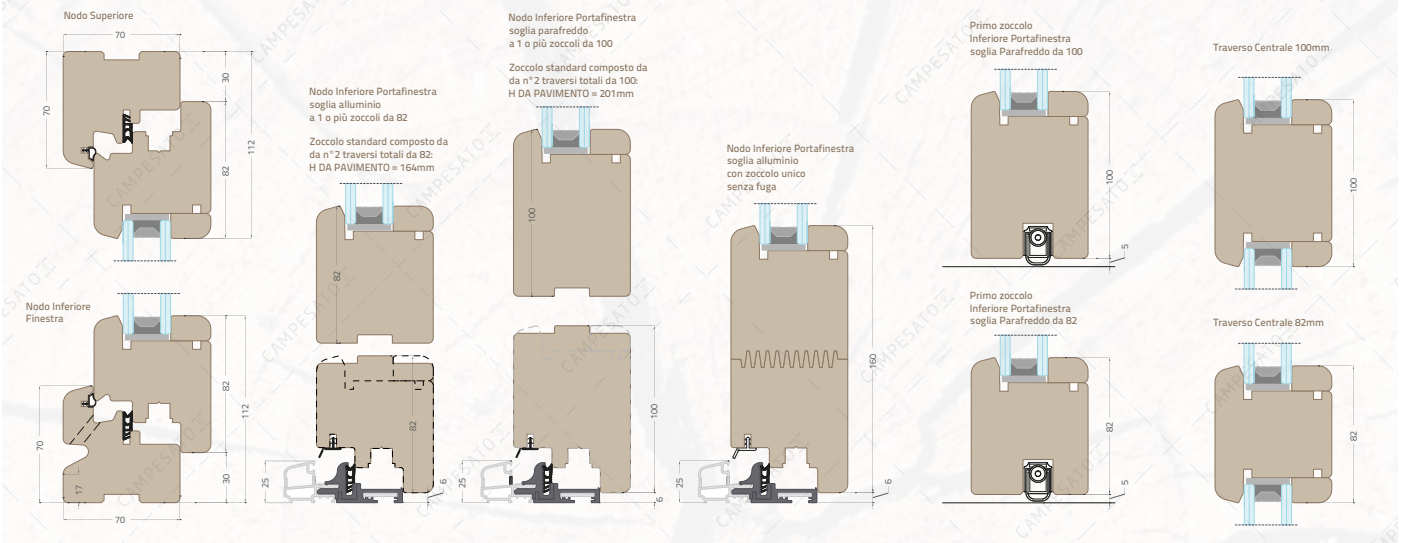 Nodo Superiore
70
70
30
82
112
Nodo Inferiore
Finestra
70
17
82
30
112
70
Nodo Inferiore Portafinestra
soglia alluminio
a 1 o più zoccoli da 82
Zoccolo standard composto da
da n°2 traversi totali da 82:
H DA PAVIMENTO = 164mm
82
82
25
6
Nodo Inferiore Portafinestra
soglia parafreddo
a 1 o più zoccoli da 100
Zoccolo standard composto da
da n°2 traversi totali da 100:
H DA PAVIMENTO = 201mm
100
100
25
6
Nodo Inferiore Portafinestra
soglia alluminio
con zoccolo unico
senza fuga
160
25
6
Primo zoccolo
Inferiore Portafinestra
soglia Parafreddo da 100
100
5
Primo zoccolo
Inferiore Portafinestra
soglia Parafreddo da 82
82
5
Traverso Centrale 100mm
100
Traverso Centrale 82mm
82
CAMPESATO